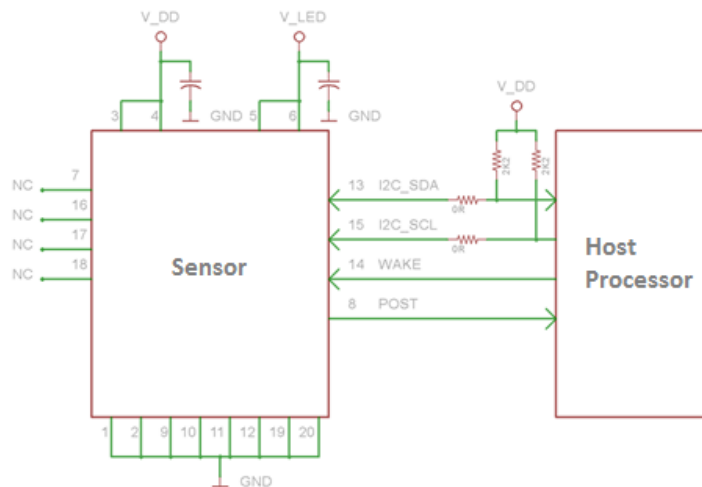 V_DD
V_LED
GND
GND
3
4
5
6
V_DD
2K2
2K2
NC
7
NC
16
NC
17
NC
18
Sensor
13 I2C_SDA
0R
15 I2C_SCL
0R
14 WAKE
8 POST
Host
Processor
1 2 9 10 11 12 19 20
GND